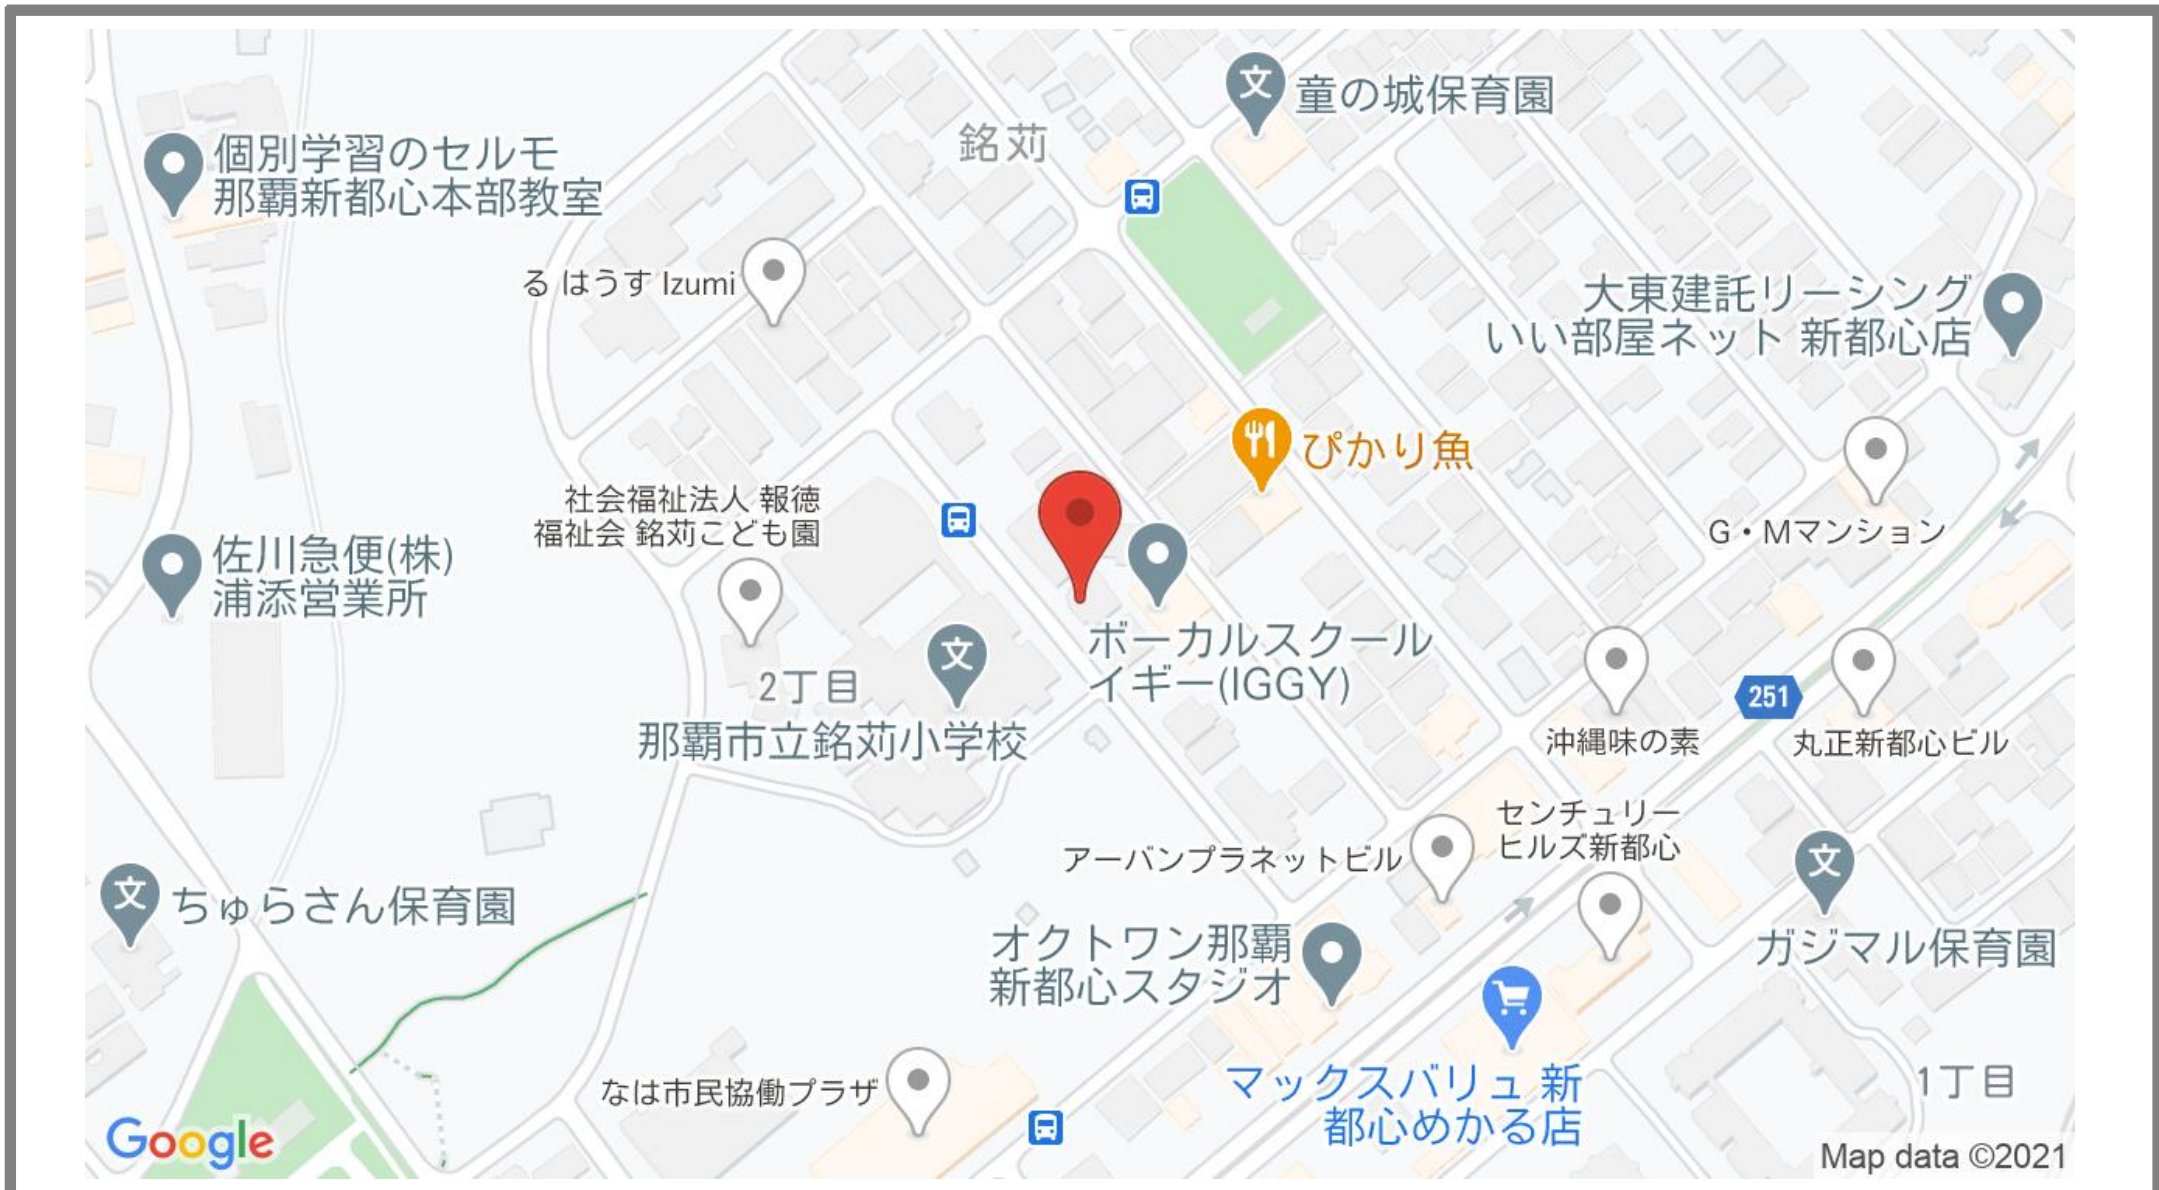 文
童の城保育園
銘苅
個別学習のセルモ
那覇新都心本部教室
る はうす Izumi
大東建託リーシング
いい部屋ネット 新都心店
ぴかり魚
社会福祉法人 報徳
福祉会 銘苅こども園
G・Mマンション
佐川急便(株)
浦添営業所
ボーカルスクール
イギー(IGGY)
文
2丁目
那覇市立銘苅小学校
251
沖縄味の素
丸正新都心ビル
センチュリー
ヒルズ新都心
アーバンプラネットビル
文
文
ちゅらさん保育園
オクトワン那覇
新都心スタジオ
ガジマル保育園
マックスバリュ 新
都心めかる店
なは市民協働プラザ
1丁目
Google
Map data ©2021